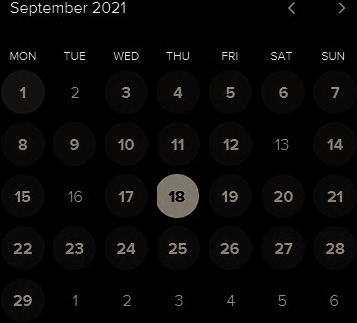 September 2021
MON TUE WED THU FRI SAT SUN
1 2 3 4 5 6 7
8 9 10 11 12 13 14
15 16 17 18 19 20 21
22 23 24 25 26 27 28
29 1 2 3 4 5 6